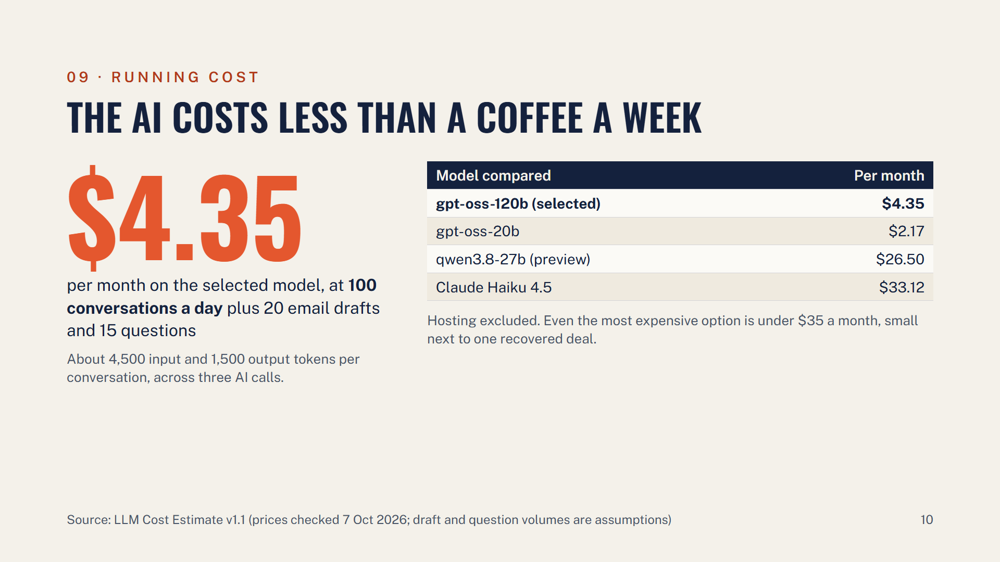 09 · RUNNING COST
THE AI COSTS LESS THAN A COFFEE A WEEK
$4.35
per month on the selected model, at 100
conversations a day plus 20 email drafts
and 15 questions
About 4,500 input and 1,500 output tokens per
conversation, across three AI calls.
Model compared Per month
gpt-oss-120b (selected) $4.35
gpt-oss-20b $2.17
qwen3.8-27b (preview) $26.50
Claude Haiku 4.5 $33.12
Hosting excluded. Even the most expensive option is under $35 a month, small
next to one recovered deal.
Source: LLM Cost Estimate v1.1 (prices checked 7 Oct 2026; draft and question volumes are assumptions) 10